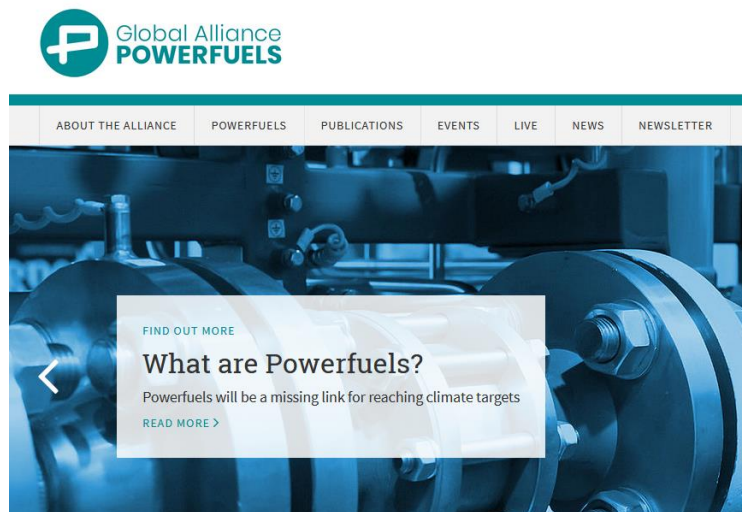 Global Alliance
POWERFUELS
ABOUT THE ALLIANCE POWERFUELS PUBLICATIONS EVENTS LIVE NEWS NEWSLETTER
FIND OUT MORE
What are Powerfuels?
Powerfuels will be a missing link for reaching climate targets
READ MORE >